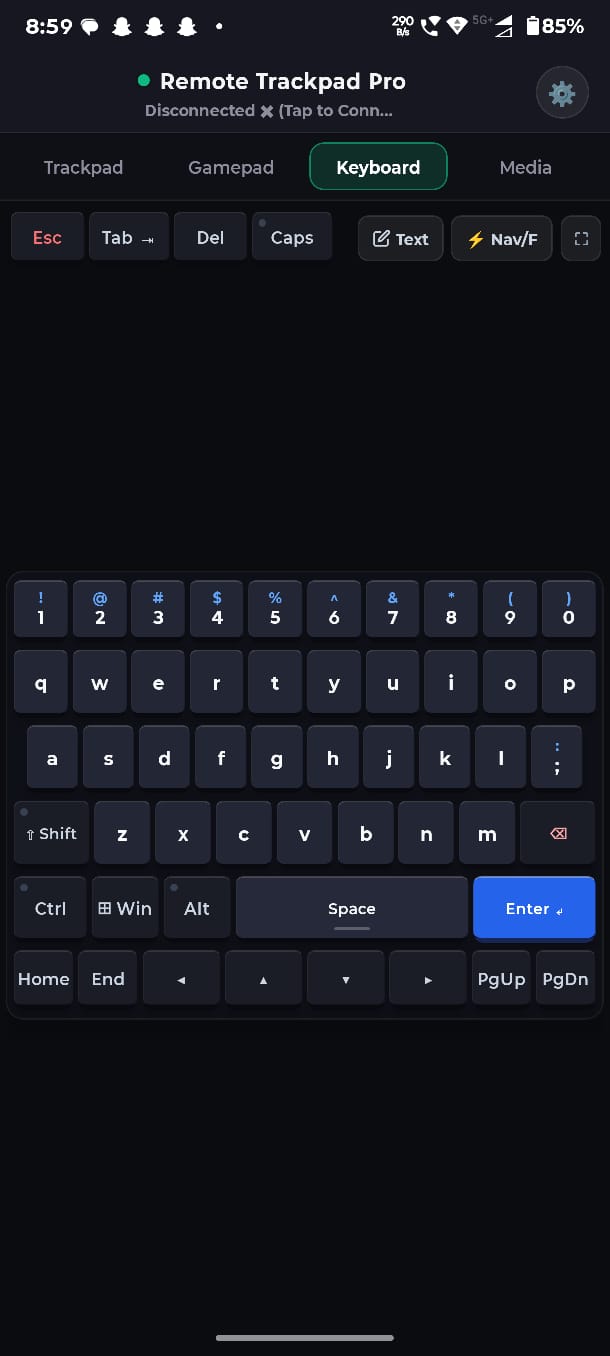 8:59 290 B/s 5G+ 85%
Remote Trackpad Pro
Disconnected ✖ (Tap to Conn...
Trackpad Gamepad Keyboard Media
Esc Tab ⇥ Del Caps Text ⚡ Nav/F
! @ # $ % ^ & * ( )
1 2 3 4 5 6 7 8 9 0
q w e r t y u i o p
a s d f g h j k l : ;
⇧ Shift z x c v b n m ⌫
Ctrl ⊞ Win Alt Space Enter ↲
Home End ◂ ▴ ▾ ▸ PgUp PgDn